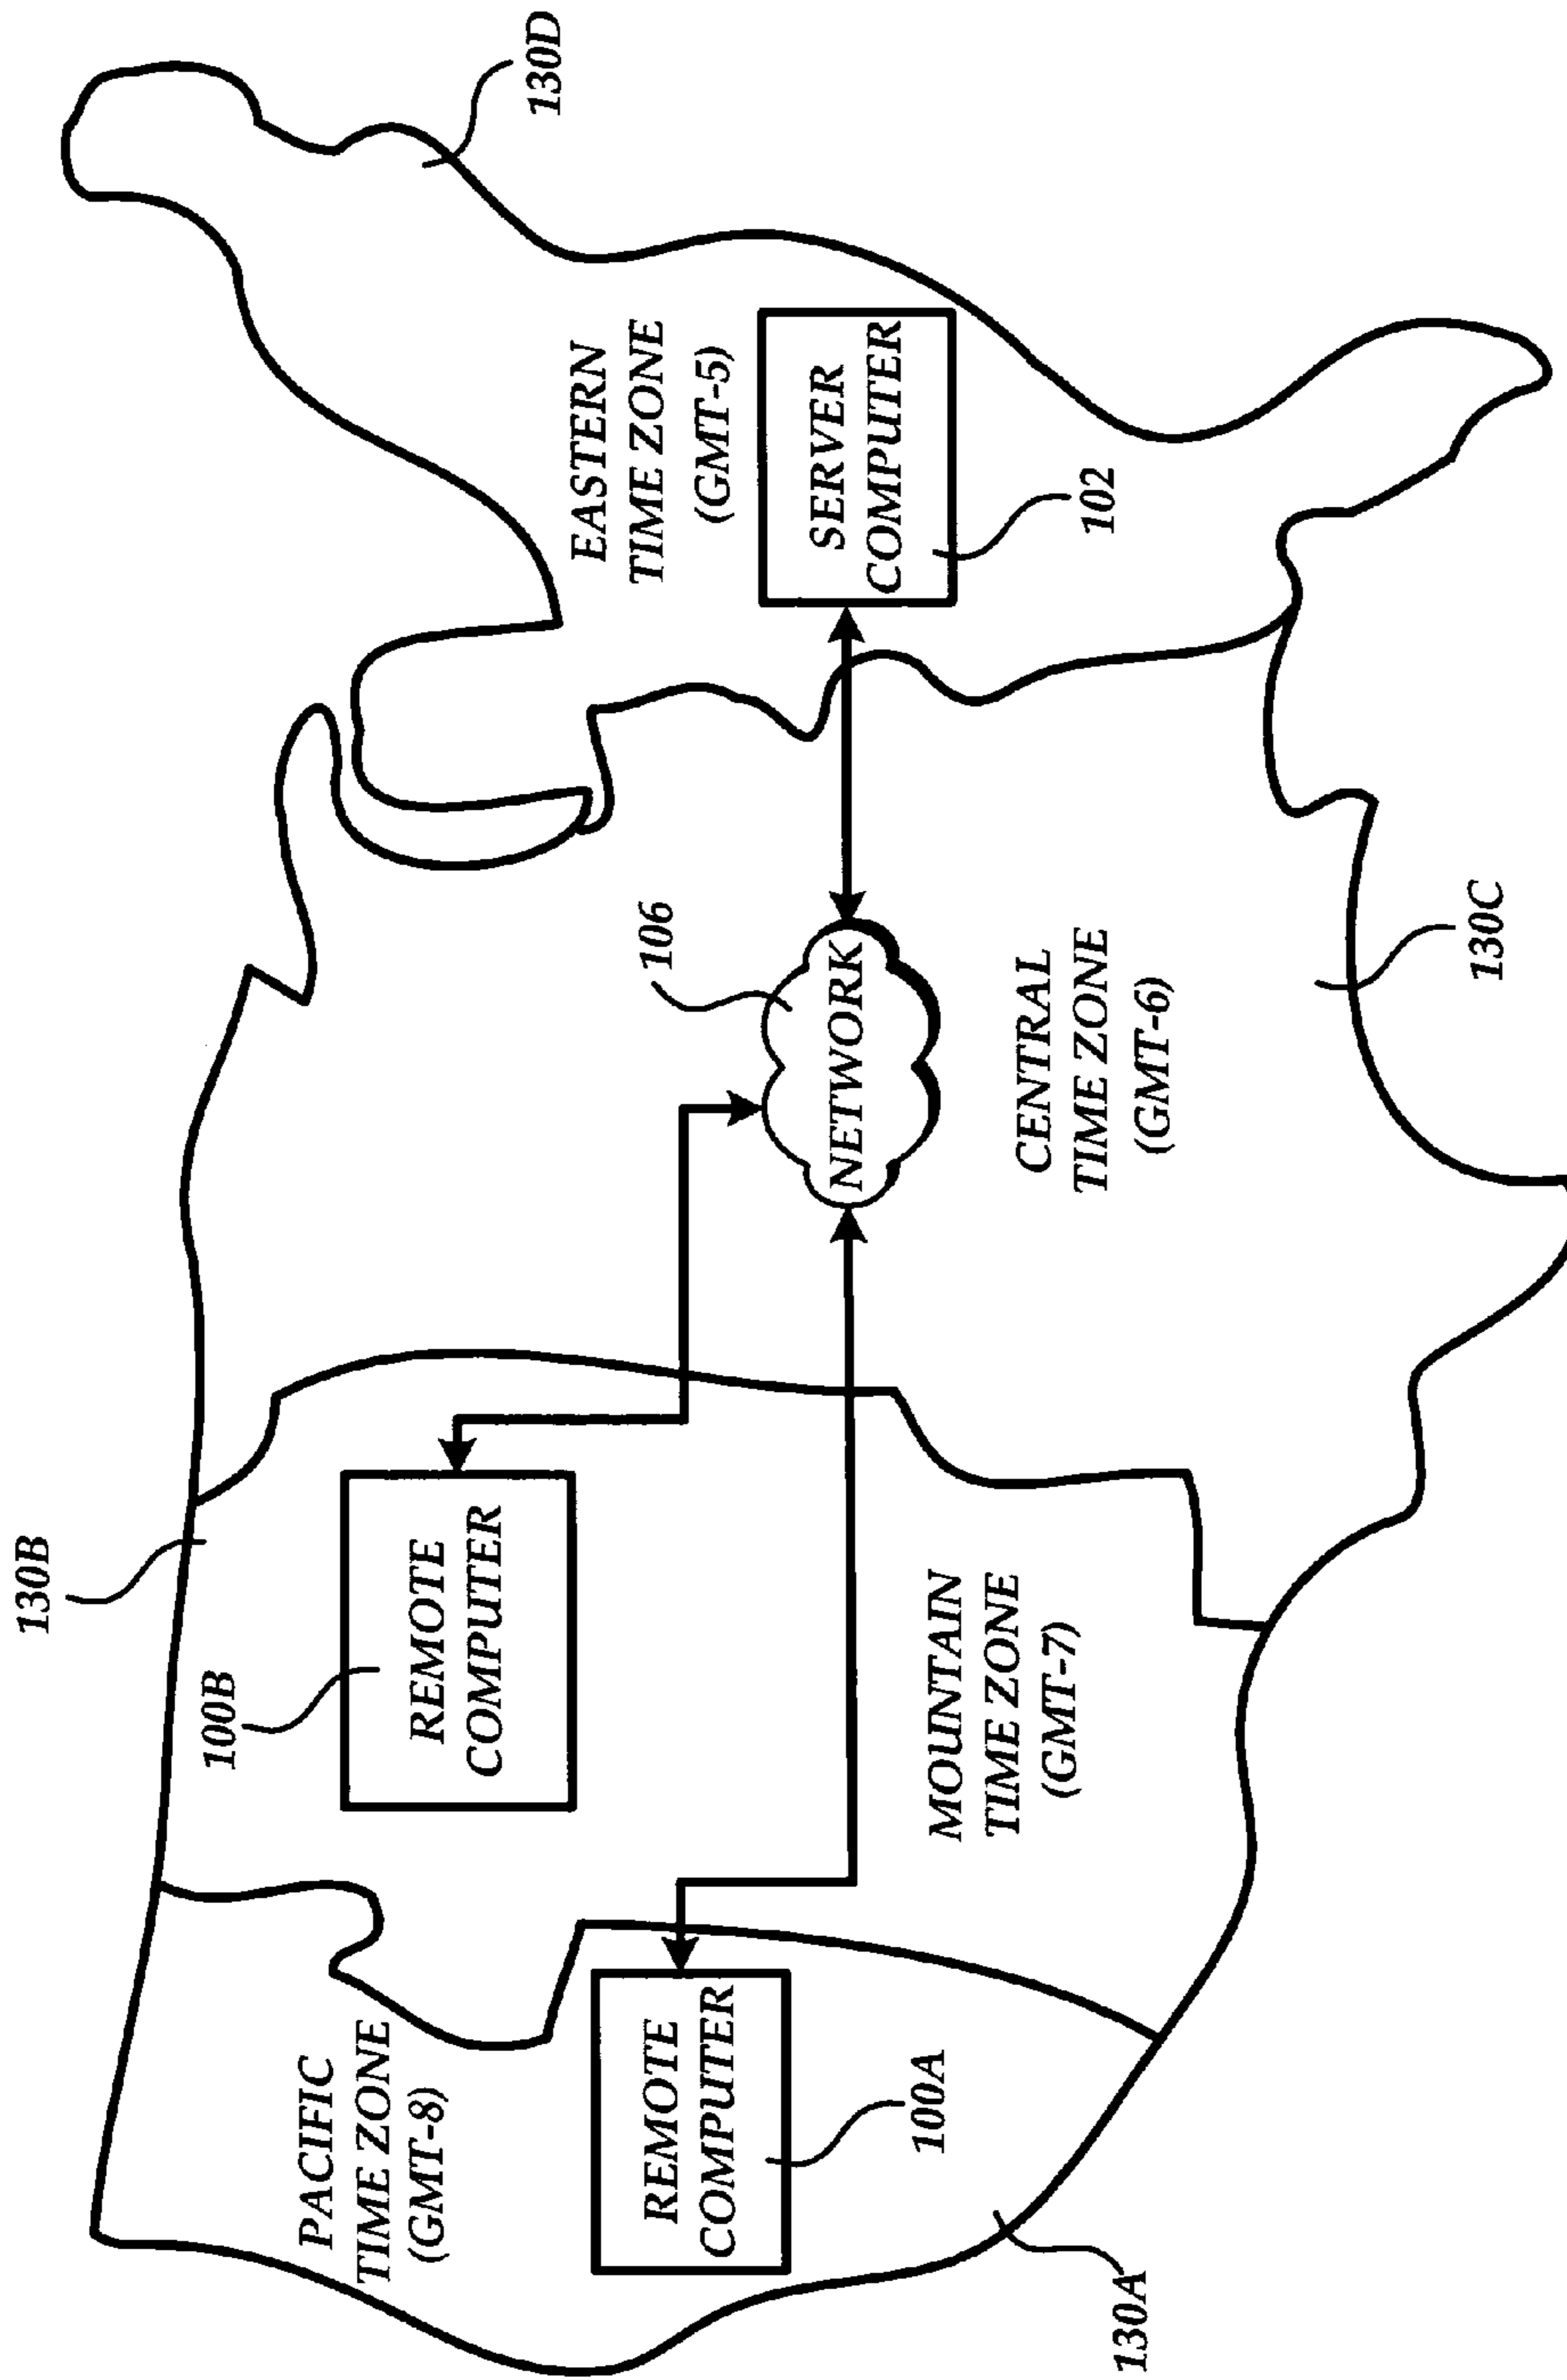 130B
100B
REMOTE
COMPUTER
PACIFIC
TIME ZONE
(GMT-8)
REMOTE
COMPUTER
100A
130A
MOUNTAIN
TIME ZONE
(GMT-7)
106
NETWORK
CENTRAL
TIME ZONE
(GMT-6)
130C
EASTERN
TIME ZONE
(GMT-5)
SERVER
COMPUTER
102
130D